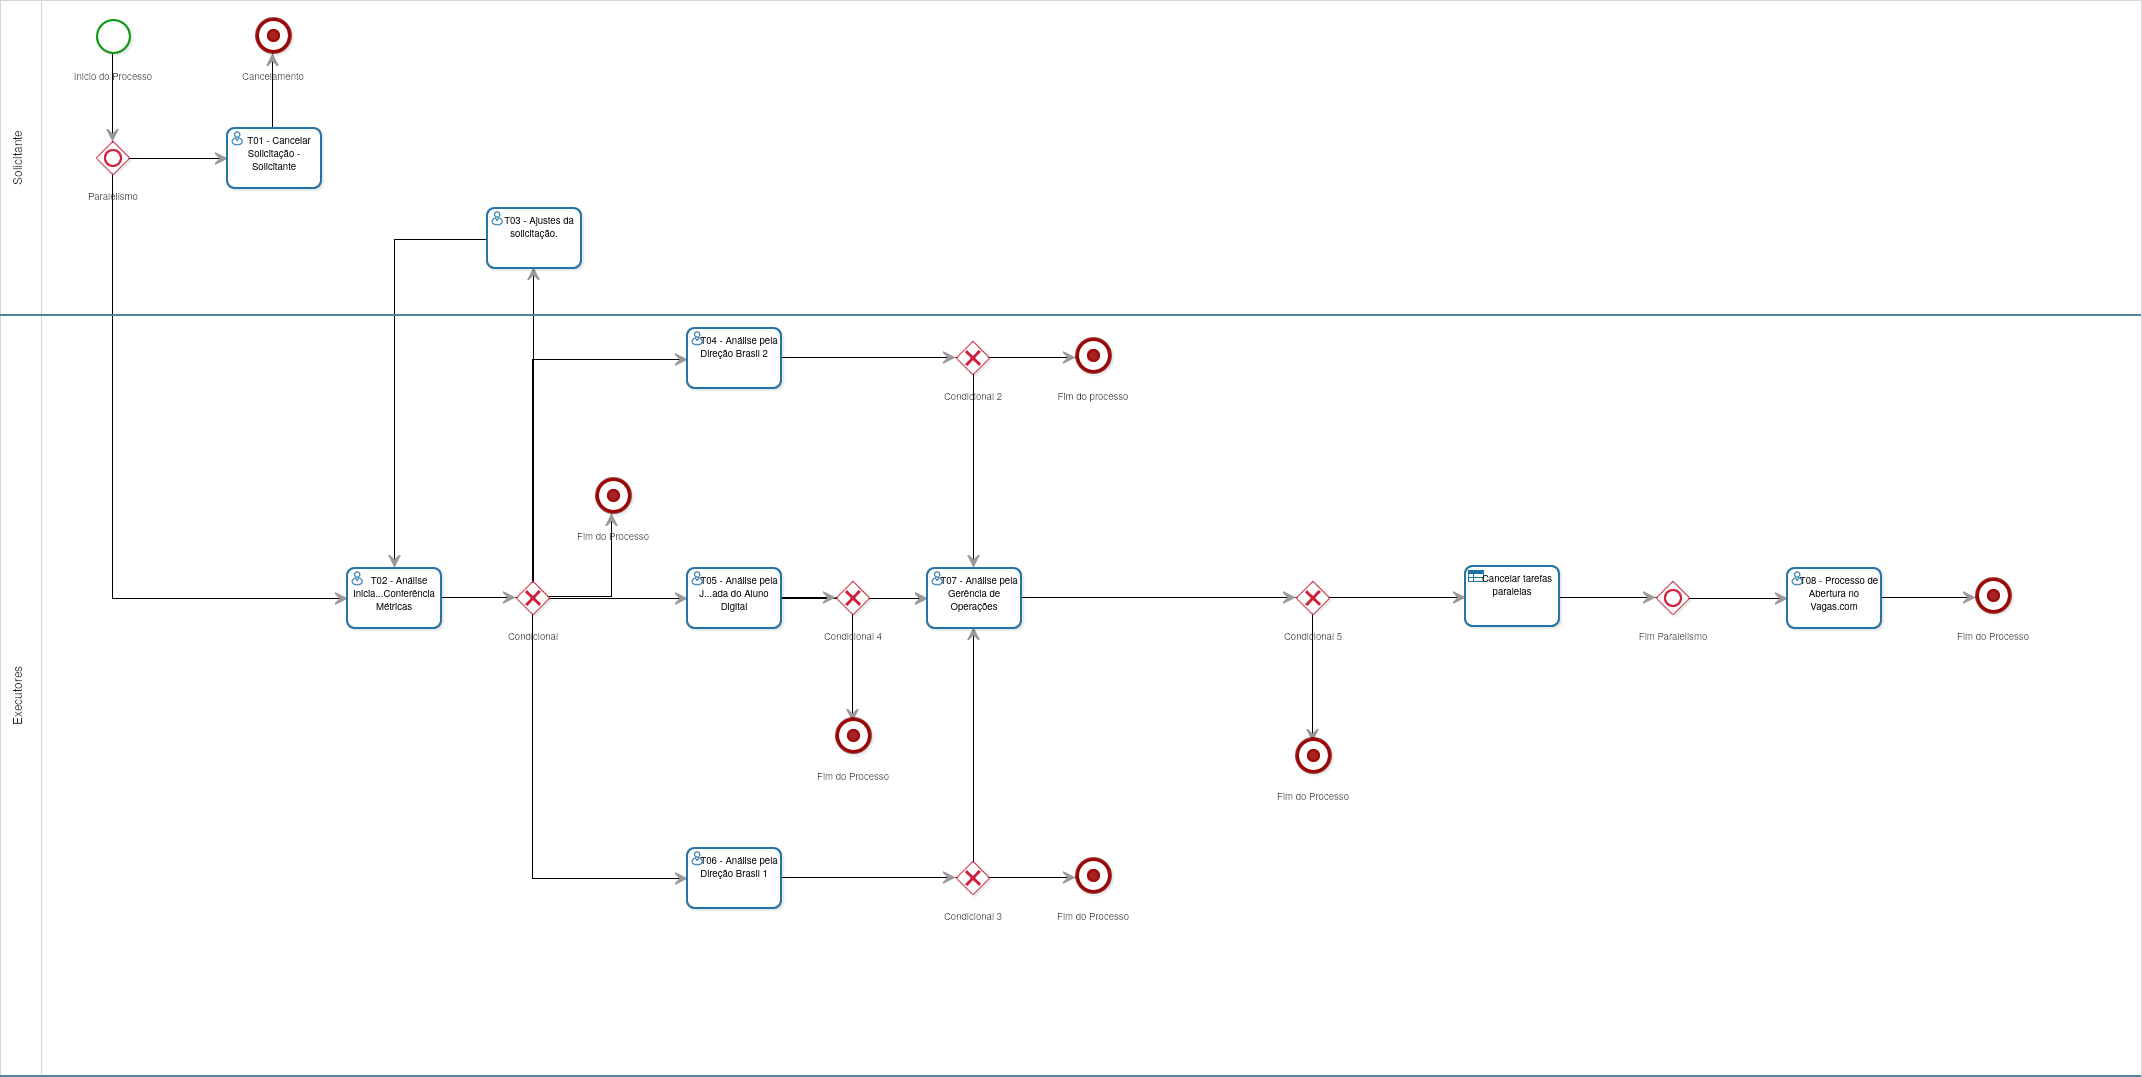 Solicitante
Inicio do Processo
Cancelamento
T01 - Cancelar
Solicitação -
Solicitante
Paralelismo
T03 - Ajustes da
solicitação.
Executores
T04 - Análise pela
Direção Brasil 2
Condicional 2
Fim do processo
Fim do Processo
T02 - Análise
Inicia...Conferência
Métricas
Condicional
T05 - Análise pela
J...ada do Aluno
Digital
Condicional 4
T07 - Análise pela
Gerência de
Operações
Condicional 5
Cancelar tarefas
paralelas
Fim Paralelismo
T08 - Processo de
Abertura no
Vagas.com
Fim do Processo
Fim do Processo
Fim do Processo
T06 - Análise pela
Direção Brasil 1
Condicional 3
Fim do Processo